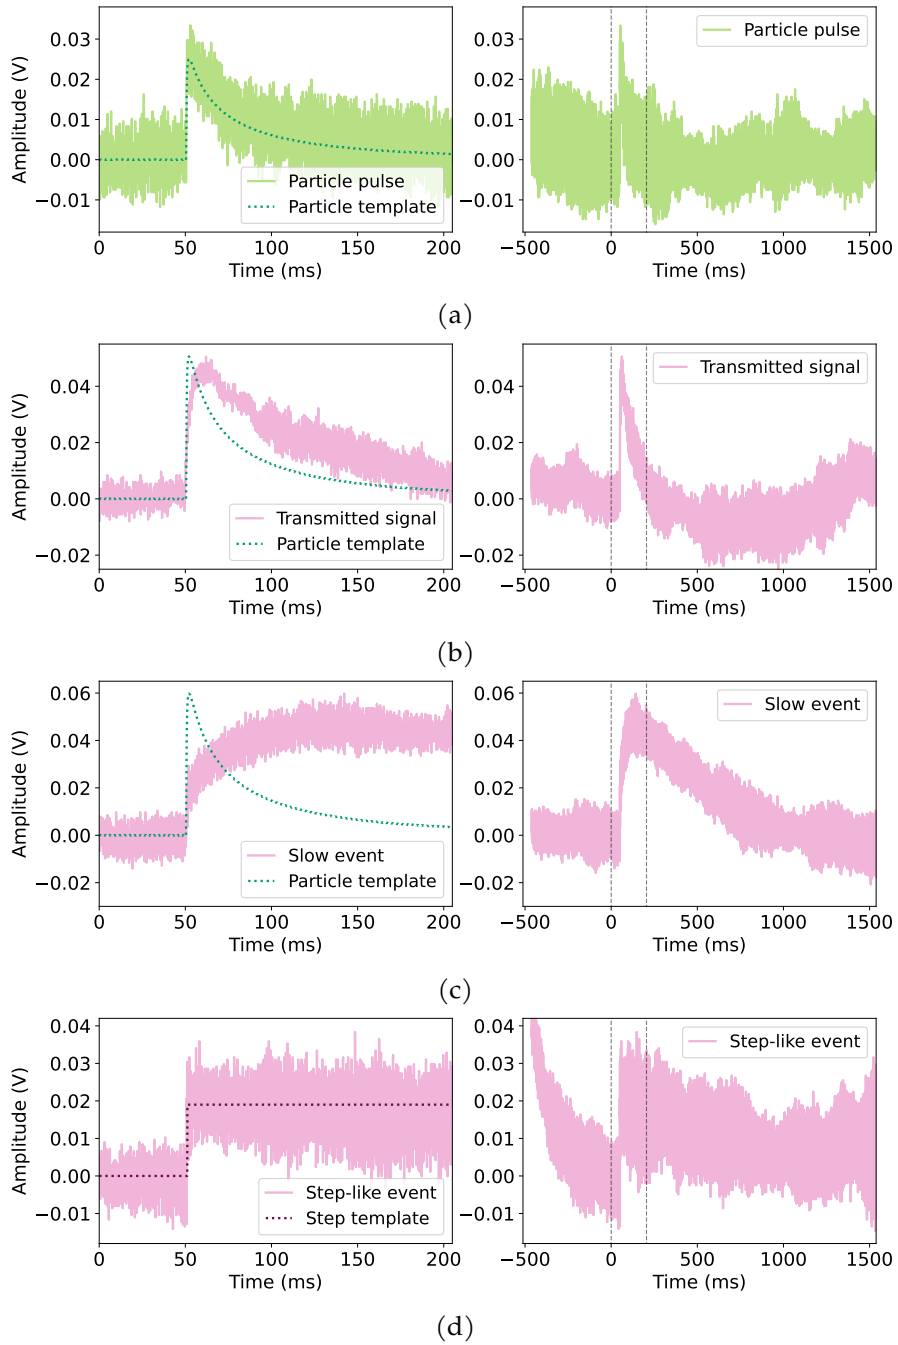 Amplitude (V)
0.03
0.02
0.01
0.00
−0.01
Particle pulse
Particle template
0 50 100 150 200
Time (ms)
0.03
0.02
0.01
0.00
−0.01
Particle pulse
−500 0 500 1000 1500
Time (ms)
(a)
Amplitude (V)
0.04
0.02
0.00
−0.02
Transmitted signal
Particle template
0 50 100 150 200
Time (ms)
0.04
0.02
0.00
−0.02
Transmitted signal
−500 0 500 1000 1500
Time (ms)
(b)
Amplitude (V)
0.06
0.04
0.02
0.00
−0.02
Slow event
Particle template
0 50 100 150 200
Time (ms)
0.06
0.04
0.02
0.00
−0.02
Slow event
−500 0 500 1000 1500
Time (ms)
(c)
Amplitude (V)
0.04
0.03
0.02
0.01
0.00
−0.01
Step-like event
Step template
0 50 100 150 200
Time (ms)
0.04
0.03
0.02
0.01
0.00
−0.01
Step-like event
−500 0 500 1000 1500
Time (ms)
(d)